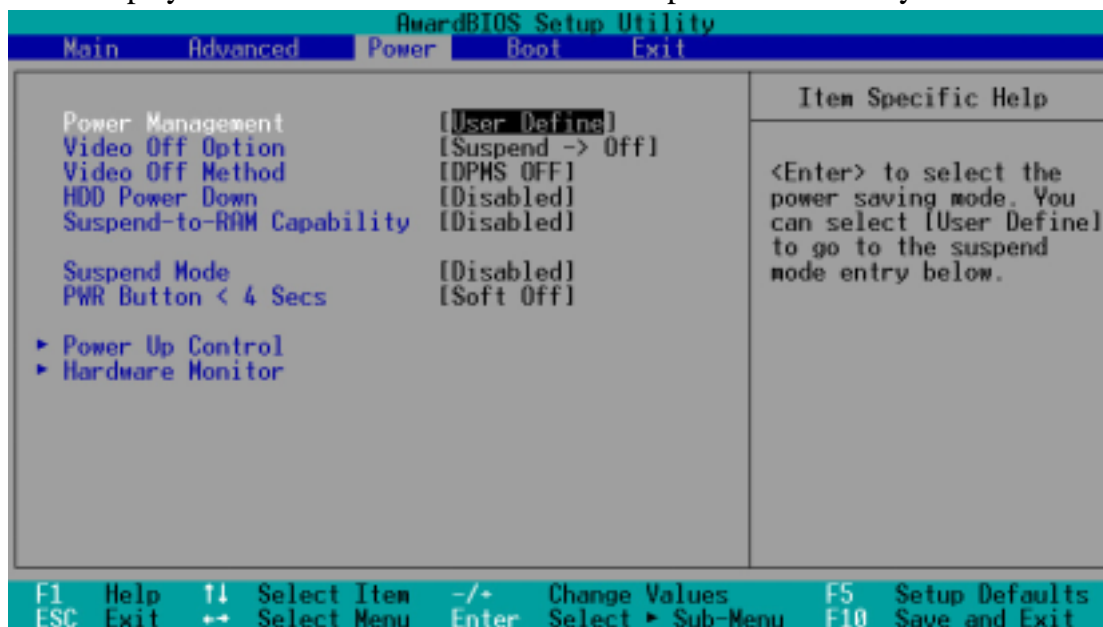 AwardBIOS Setup Utility
Main Advanced Power Boot Exit
Power Management [User Define]
Video Off Option [Suspend -> Off]
Video Off Method [DPMS OFF]
HDD Power Down [Disabled]
Suspend-to-RAM Capability [Disabled]
Suspend Mode [Disabled]
PWR Button < 4 Secs [Soft Off]
► Power Up Control
► Hardware Monitor
Item Specific Help
<Enter> to select the
power saving mode. You
can select [User Define]
to go to the suspend
mode entry below.
F1 Help ↑↓ Select Item -/+ Change Values F5 Setup Defaults
ESC Exit ←→ Select Menu Enter Select ► Sub-Menu F10 Save and Exit